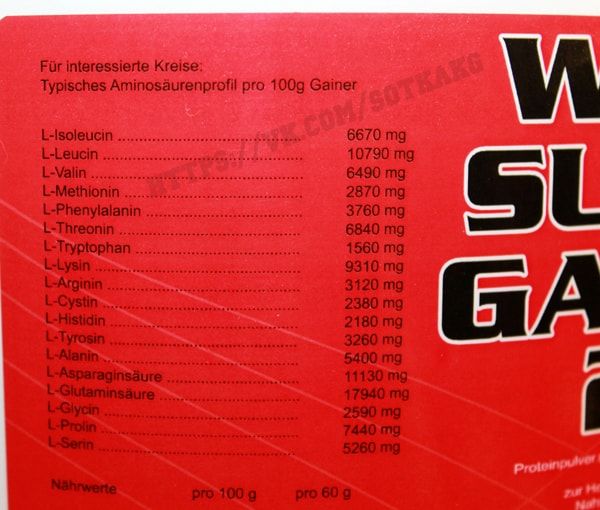 Für interessierte Kreise:
Typisches Aminosäurenprofil pro 100g Gainer
HTTPS://VK.COM/SOTKAKG
L-Isoleucin ........................................ 6670 mg
L-Leucin ........................................ 10790 mg
L-Valin ........................................ 6490 mg
L-Methionin ........................................ 2870 mg
L-Phenylalanin ........................................ 3760 mg
L-Threonin ........................................ 6840 mg
L-Tryptophan ........................................ 1560 mg
L-Lysin ........................................ 9310 mg
L-Arginin ........................................ 3120 mg
L-Cystin ........................................ 2380 mg
L-Histidin ........................................ 2180 mg
L-Tyrosin ........................................ 3260 mg
L-Alanin ........................................ 5400 mg
L-Asparaginsäure ........................................ 11130 mg
L-Glutaminsäure ........................................ 17940 mg
L-Glycin ........................................ 2590 mg
L-Prolin ........................................ 7440 mg
L-Serin ........................................ 5260 mg
Nährwerte pro 100 g pro 60 g
Proteinpulver
zur